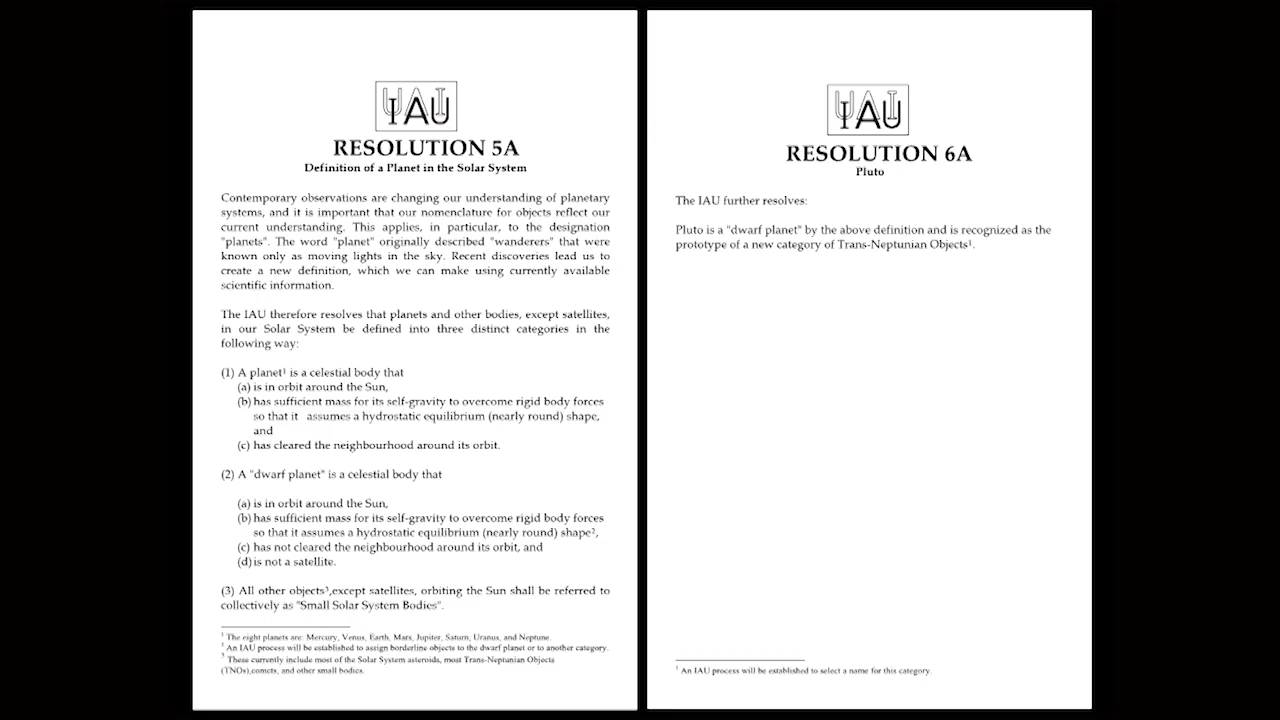 IAU
RESOLUTION 5A
Definition of a Planet in the Solar System
Contemporary observations are changing our understanding of planetary
systems, and it is important that our nomenclature for objects reflect our
current understanding. This applies, in particular, to the designation
"planets". The word "planet" originally described "wanderers" that were
known only as moving lights in the sky. Recent discoveries lead us to
create a new definition, which we can make using currently available
scientific information.
The IAU therefore resolves that planets and other bodies, except satellites,
in our Solar System be defined into three distinct categories in the
following way:
(1) A planet¹ is a celestial body that
(a) is in orbit around the Sun,
(b) has sufficient mass for its self-gravity to overcome rigid body forces
so that it assumes a hydrostatic equilibrium (nearly round) shape,
and
(c) has cleared the neighbourhood around its orbit.
(2) A "dwarf planet" is a celestial body that
(a) is in orbit around the Sun,
(b) has sufficient mass for its self-gravity to overcome rigid body forces
so that it assumes a hydrostatic equilibrium (nearly round) shape²,
(c) has not cleared the neighbourhood around its orbit, and
(d) is not a satellite.
(3) All other objects³,except satellites, orbiting the Sun shall be referred to
collectively as "Small Solar System Bodies".
¹ The eight planets are: Mercury, Venus, Earth, Mars, Jupiter, Saturn, Uranus, and Neptune.
² An IAU process will be established to assign borderline objects to the dwarf planet or to another category.
³ These currently include most of the Solar System asteroids, most Trans-Neptunian Objects
(TNOs),comets, and other small bodies.
IAU
RESOLUTION 6A
Pluto
The IAU further resolves:
Pluto is a "dwarf planet" by the above definition and is recognized as the
prototype of a new category of Trans-Neptunian Objects¹.
¹ An IAU process will be established to select a name for this category.